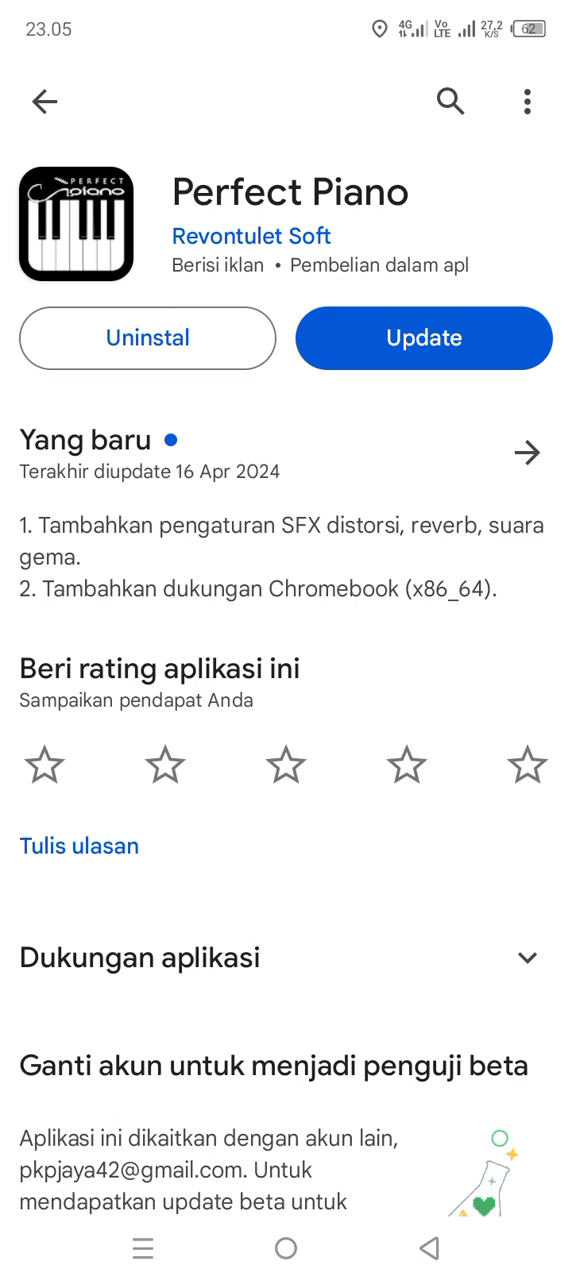 23.05
4G
Vo
LTE
27,2
K/S
62
PERFECT
piano
Perfect Piano
Revontulet Soft
Berisi iklan • Pembelian dalam apl
Uninstal
Update
Yang baru
Terakhir diupdate 16 Apr 2024
1. Tambahkan pengaturan SFX distorsi, reverb, suara
gema.
2. Tambahkan dukungan Chromebook (x86_64).
Beri rating aplikasi ini
Sampaikan pendapat Anda
Tulis ulasan
Dukungan aplikasi
Ganti akun untuk menjadi penguji beta
Aplikasi ini dikaitkan dengan akun lain,
pkpjaya42@gmail.com. Untuk
mendapatkan update beta untuk